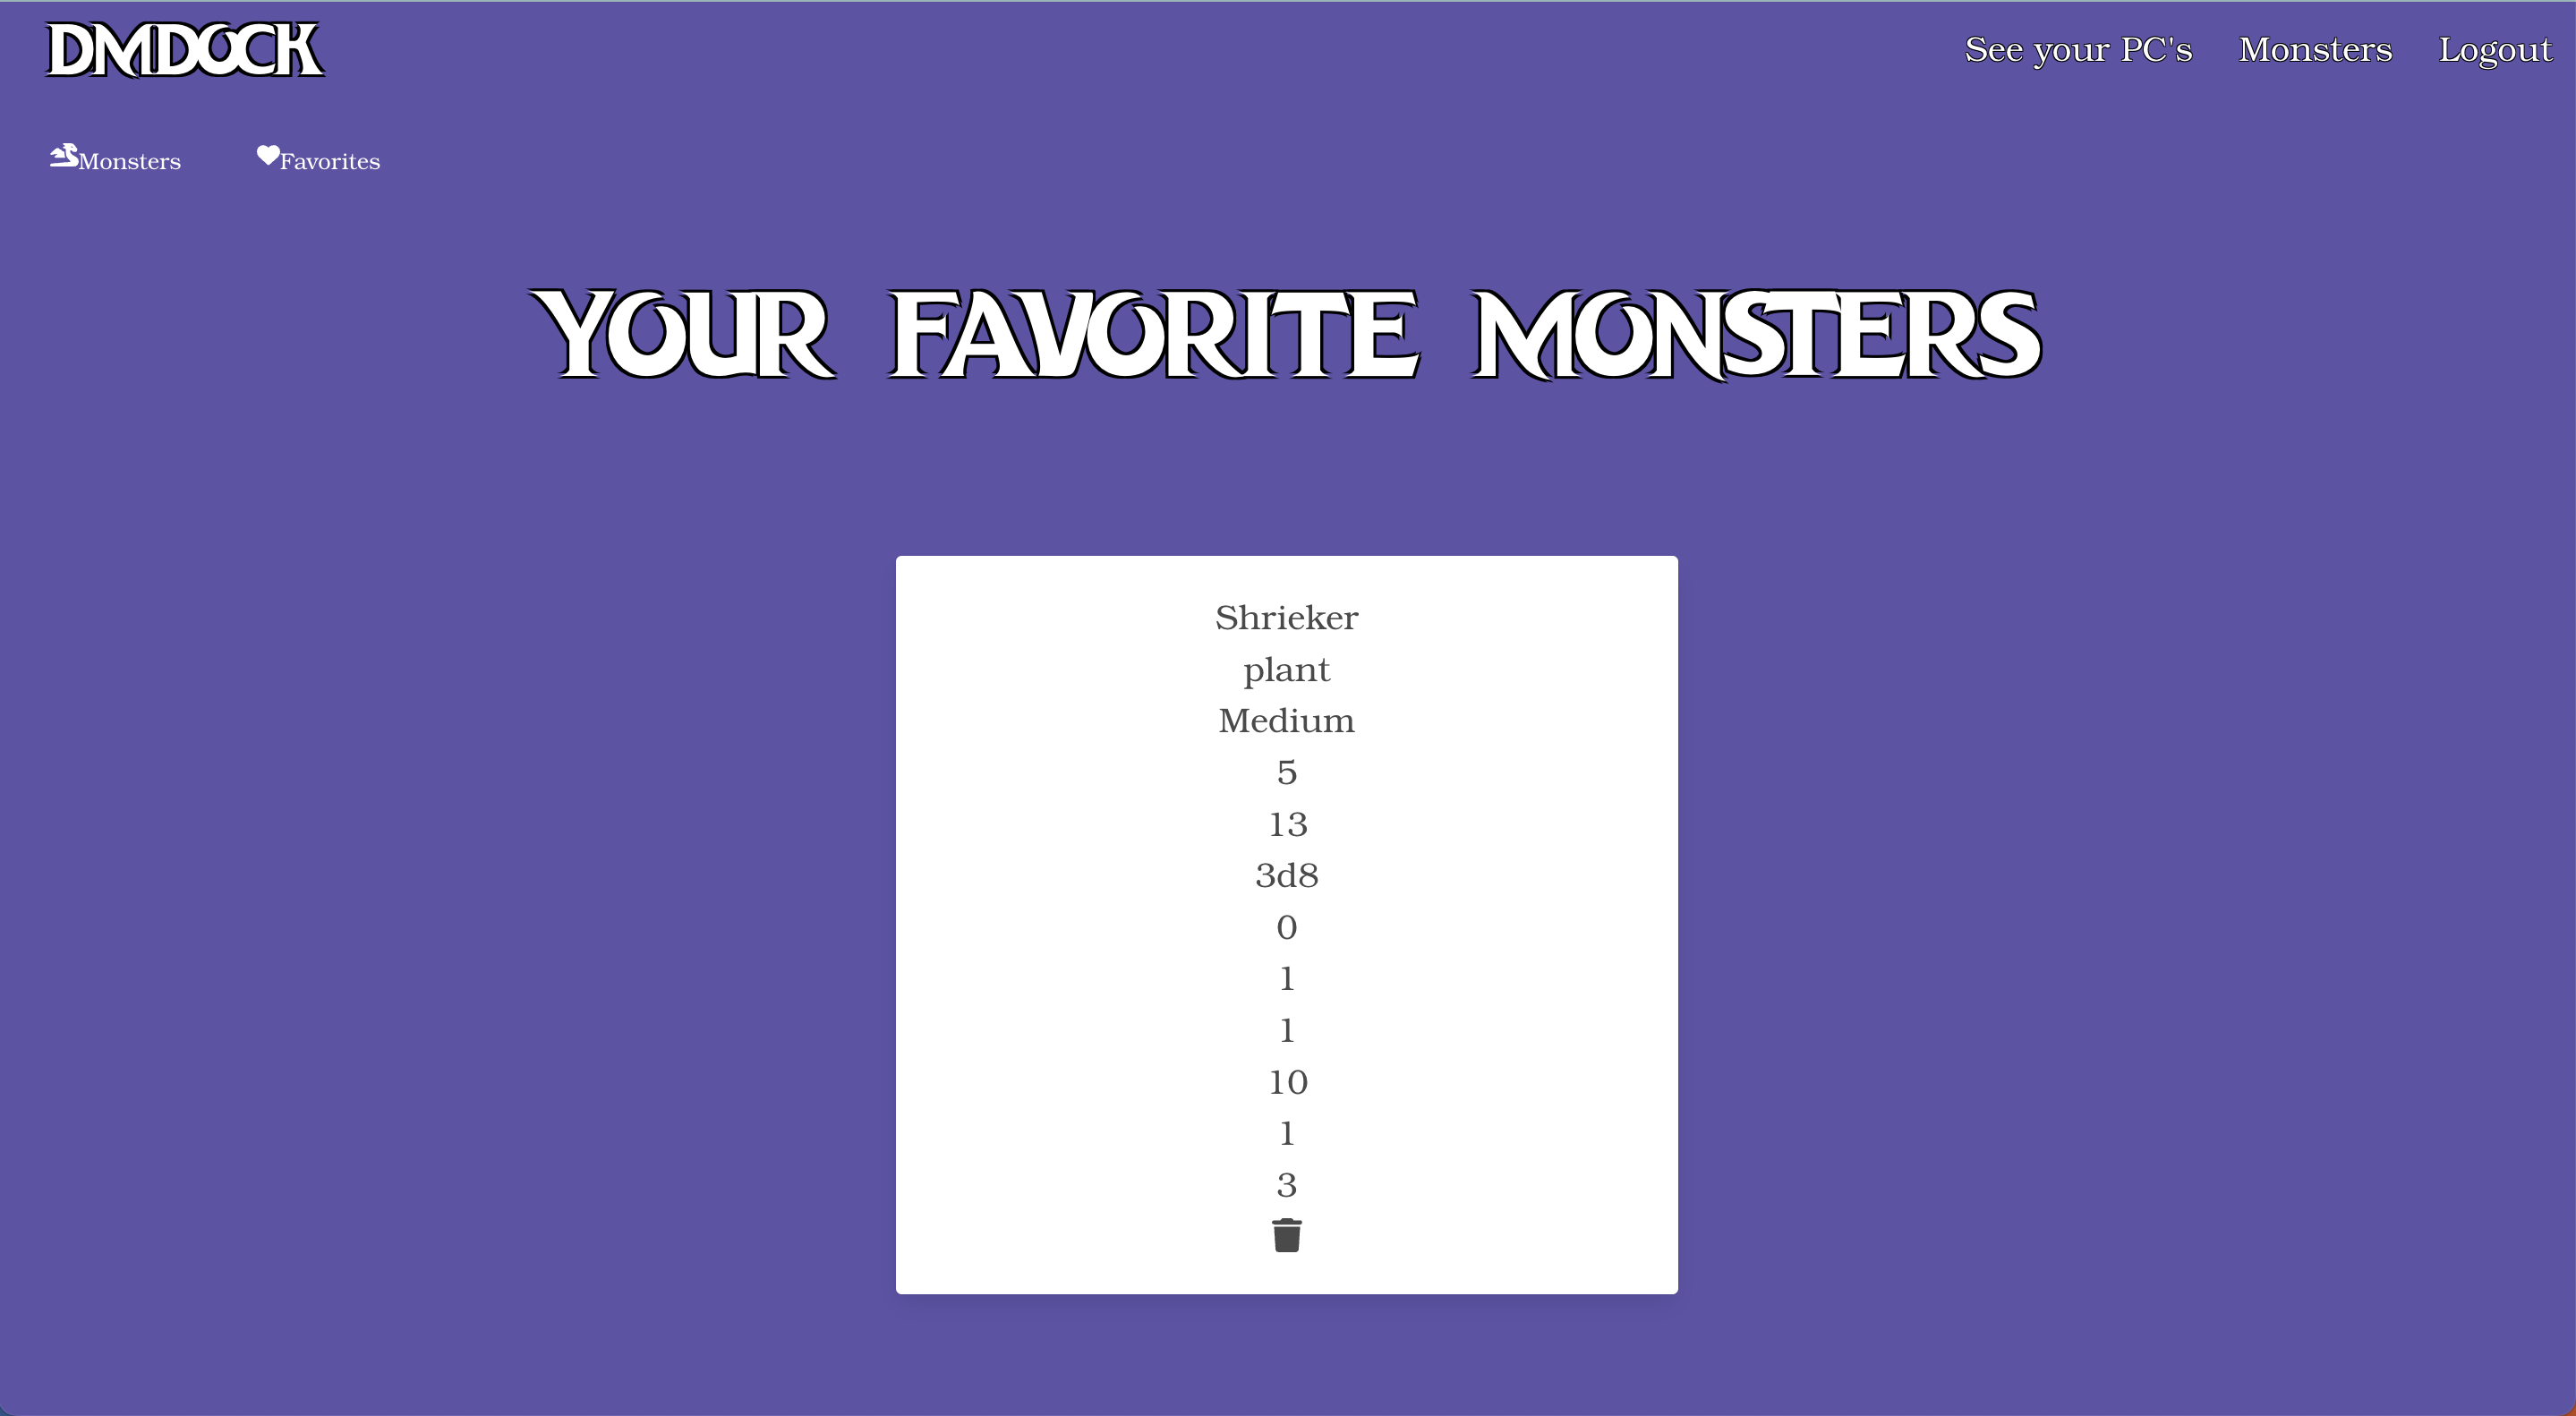 DMDOCK
See your PC's Monsters Logout
Monsters Favorites
YOUR FAVORITE MONSTERS
Shrieker
plant
Medium
5
13
3d8
0
1
1
10
1
3